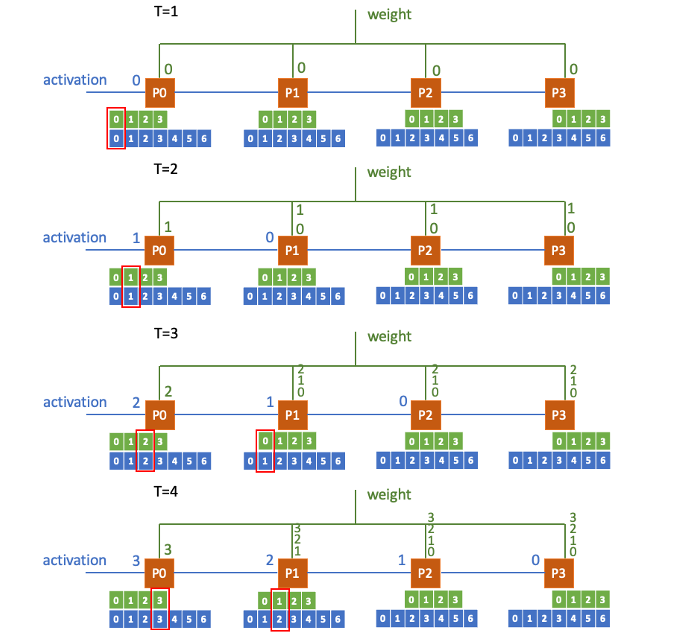 T=1
weight
activation 0 0 0 0 0
P0 P1 P2 P3
0 1 2 3 0 1 2 3 0 1 2 3 0 1 2 3
0 1 2 3 4 5 6 0 1 2 3 4 5 6 0 1 2 3 4 5 6 0 1 2 3 4 5 6
T=2
weight
1 1 1
1 0 0 0
activation 1 0
P0 P1 P2 P3
0 1 2 3 0 1 2 3 0 1 2 3 0 1 2 3
0 1 2 3 4 5 6 0 1 2 3 4 5 6 0 1 2 3 4 5 6 0 1 2 3 4 5 6
T=3
weight
2 2 2
1 1 1
2 0 0 0
activation 2 1 0
P0 P1 P2 P3
0 1 2 3 0 1 2 3 0 1 2 3 0 1 2 3
0 1 2 3 4 5 6 0 1 2 3 4 5 6 0 1 2 3 4 5 6 0 1 2 3 4 5 6
T=4
weight
3 3
3 2 2
2 1 1
3 1 0 0
activation 3 2 1 0
P0 P1 P2 P3
0 1 2 3 0 1 2 3 0 1 2 3 0 1 2 3
0 1 2 3 4 5 6 0 1 2 3 4 5 6 0 1 2 3 4 5 6 0 1 2 3 4 5 6